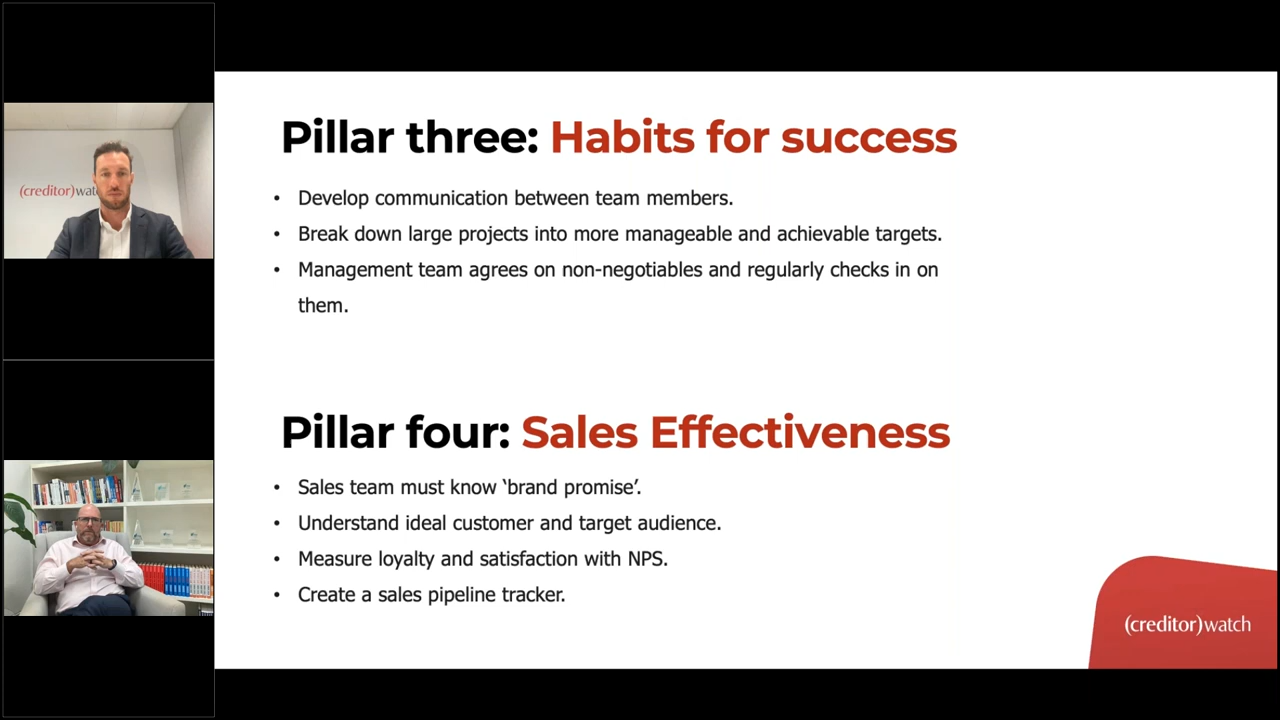 (creditor)watch
Pillar three: Habits for success
• Develop communication between team members.
• Break down large projects into more manageable and achievable targets.
• Management team agrees on non-negotiables and regularly checks in on
them.
Pillar four: Sales Effectiveness
• Sales team must know ‘brand promise’.
• Understand ideal customer and target audience.
• Measure loyalty and satisfaction with NPS.
• Create a sales pipeline tracker.
(creditor)watch